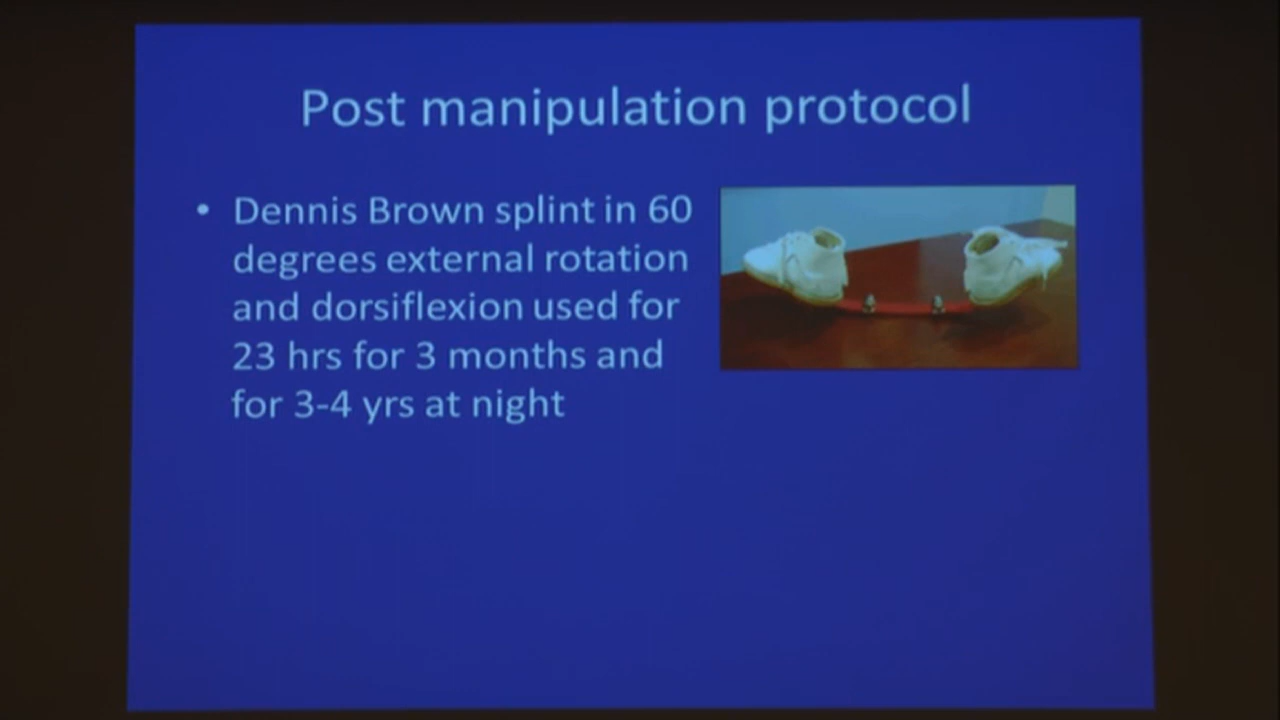 Post manipulation protocol
• Dennis Brown splint in 60
degrees external rotation
and dorsiflexion used for
23 hrs for 3 months and
for 3-4 yrs at night